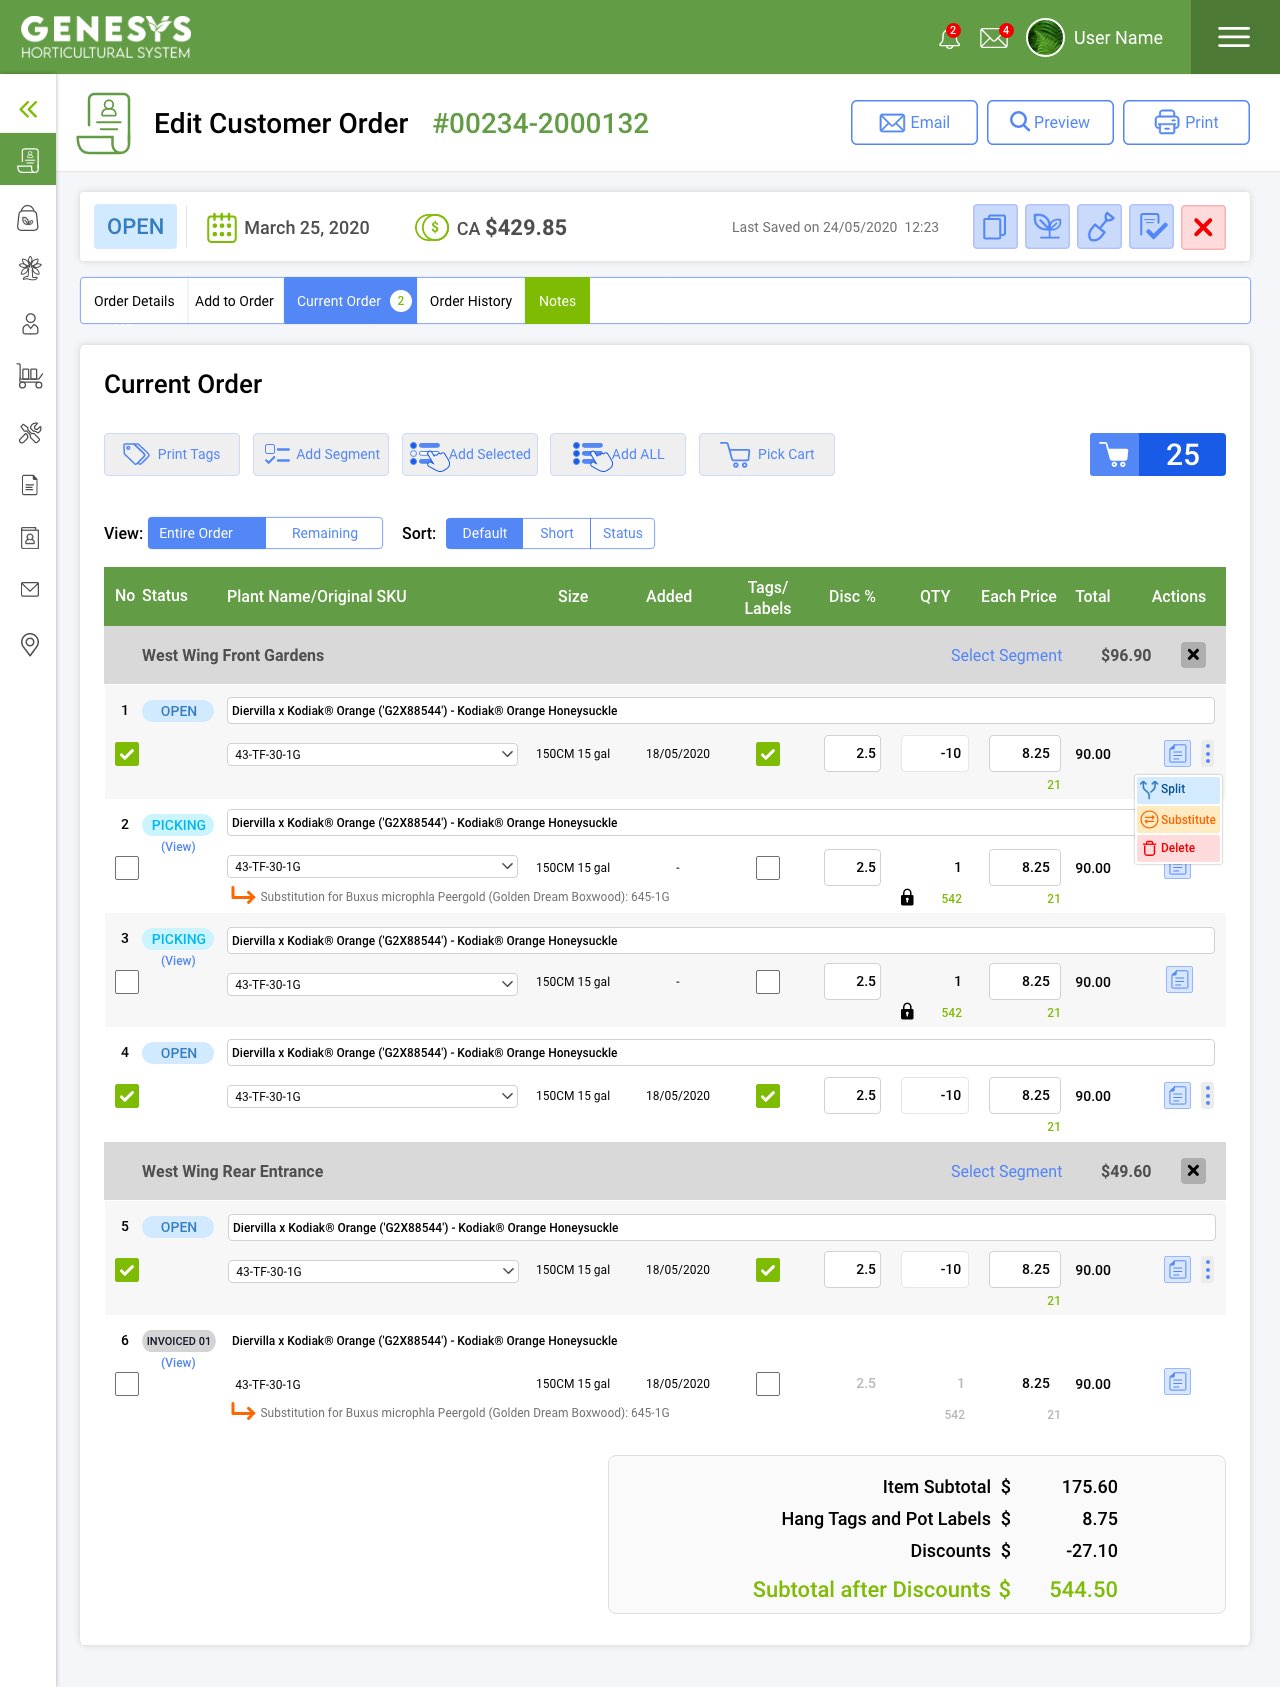 GENESYS
HORTICULTURAL SYSTEM
2
4
User Name
Edit Customer Order #00234-2000132
Email
Preview
Print
OPEN
March 25, 2020
$
CA $429.85
Last Saved on 24/05/2020 12:23
Order Details
Add to Order
Current Order 2
Order History
Notes
Current Order
Print Tags
Add Segment
Add Selected
Add ALL
Pick Cart
25
View: Entire Order Remaining
Sort: Default Short Status
No Status Plant Name/Original SKU Size Added Tags/ Labels Disc % QTY Each Price Total Actions
West Wing Front Gardens Select Segment $96.90
1 OPEN Diervilla x Kodiak® Orange ('G2X88544') - Kodiak® Orange Honeysuckle
43-TF-30-1G 150CM 15 gal 18/05/2020 2.5 -10 8.25 90.00
21
Split
Substitute
Delete
2 PICKING Diervilla x Kodiak® Orange ('G2X88544') - Kodiak® Orange Honeysuckle
(View)
43-TF-30-1G 150CM 15 gal - 2.5 1 8.25 90.00
Substitution for Buxus microphla Peergold (Golden Dream Boxwood): 645-1G 542 21
3 PICKING Diervilla x Kodiak® Orange ('G2X88544') - Kodiak® Orange Honeysuckle
(View)
43-TF-30-1G 150CM 15 gal - 2.5 1 8.25 90.00
542 21
4 OPEN Diervilla x Kodiak® Orange ('G2X88544') - Kodiak® Orange Honeysuckle
43-TF-30-1G 150CM 15 gal 18/05/2020 2.5 -10 8.25 90.00
21
West Wing Rear Entrance Select Segment $49.60
5 OPEN Diervilla x Kodiak® Orange ('G2X88544') - Kodiak® Orange Honeysuckle
43-TF-30-1G 150CM 15 gal 18/05/2020 2.5 -10 8.25 90.00
21
6 INVOICED 01 Diervilla x Kodiak® Orange ('G2X88544') - Kodiak® Orange Honeysuckle
(View)
43-TF-30-1G 150CM 15 gal 18/05/2020 2.5 1 8.25 90.00
Substitution for Buxus microphla Peergold (Golden Dream Boxwood): 645-1G 542 21
Item Subtotal $ 175.60
Hang Tags and Pot Labels $ 8.75
Discounts $ -27.10
Subtotal after Discounts $ 544.50